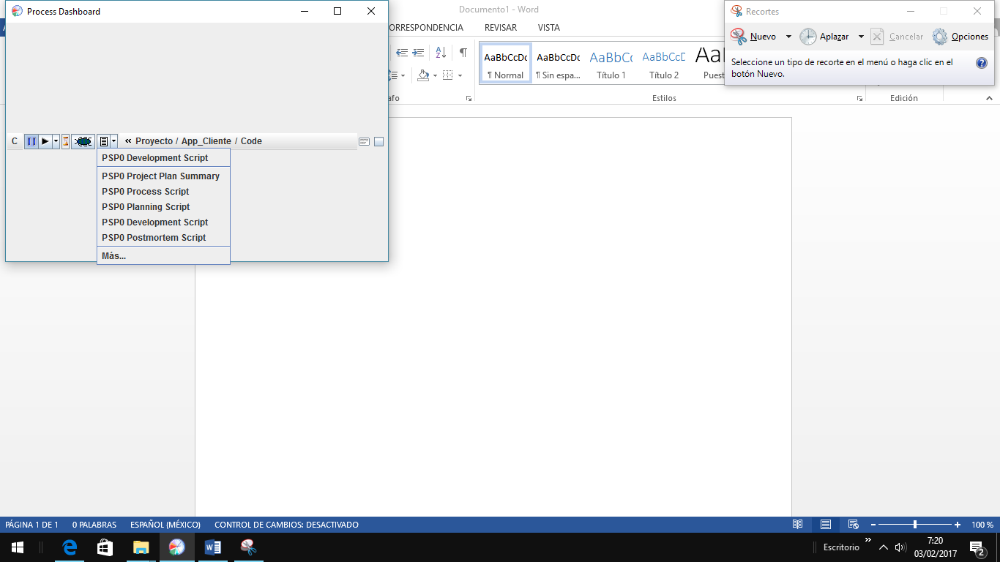 Process Dashboard
C
« Proyecto / App_Cliente / Code
PSP0 Development Script
PSP0 Project Plan Summary
PSP0 Process Script
PSP0 Planning Script
PSP0 Development Script
PSP0 Postmortem Script
Más...
Documento1 - Word
ORRESPONDENCIA REVISAR VISTA
AaBbCcDc AaBbCcDc AaBbCc AaBbCcD AaB
¶ Normal ¶ Sin espa... Título 1 Título 2 Puest
afo Estilos Edición
Recortes
Nuevo Aplazar Cancelar Opciones
Seleccione un tipo de recorte en el menú o haga clic en el
botón Nuevo.
PÁGINA 1 DE 1 0 PALABRAS ESPAÑOL (MÉXICO) CONTROL DE CAMBIOS: DESACTIVADO 100 %
Escritorio
7:20
03/02/2017
2